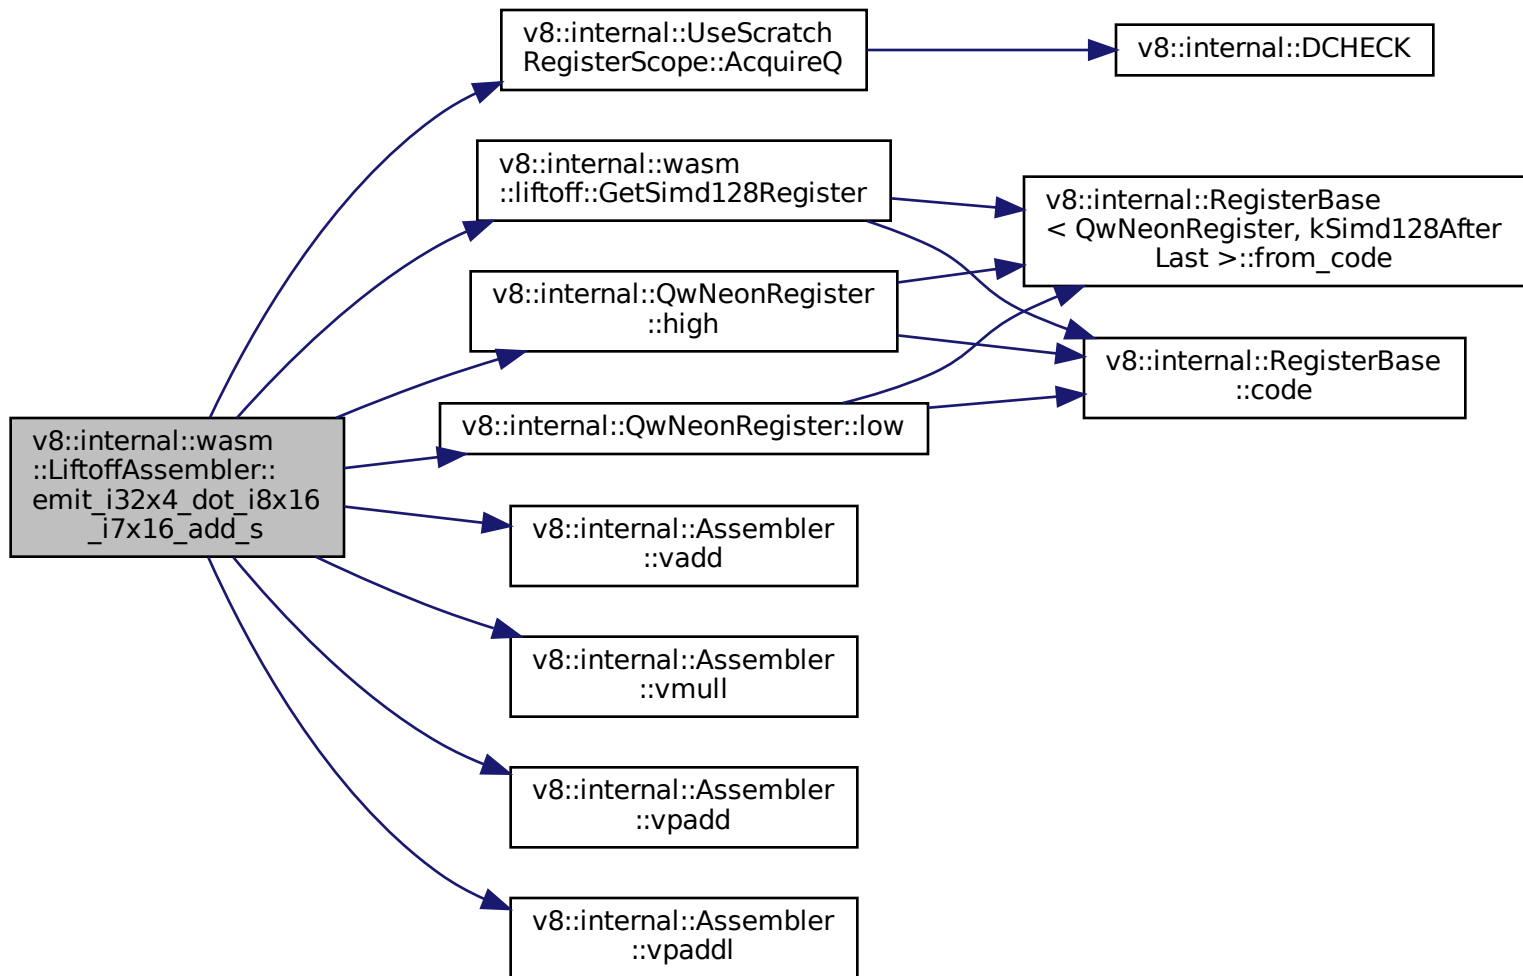 v8::internal::UseScratch
RegisterScope::AcquireQ
v8::internal::DCHECK
v8::internal::wasm
::liftoff::GetSimd128Register
v8::internal::RegisterBase
< QwNeonRegister, kSimd128After
Last >::from_code
v8::internal::QwNeonRegister
::high
v8::internal::RegisterBase
::code
v8::internal::QwNeonRegister::low
v8::internal::wasm
::LiftoffAssembler::
emit_i32x4_dot_i8x16
_i7x16_add_s
v8::internal::Assembler
::vadd
v8::internal::Assembler
::vmull
v8::internal::Assembler
::vpadd
v8::internal::Assembler
::vpaddl